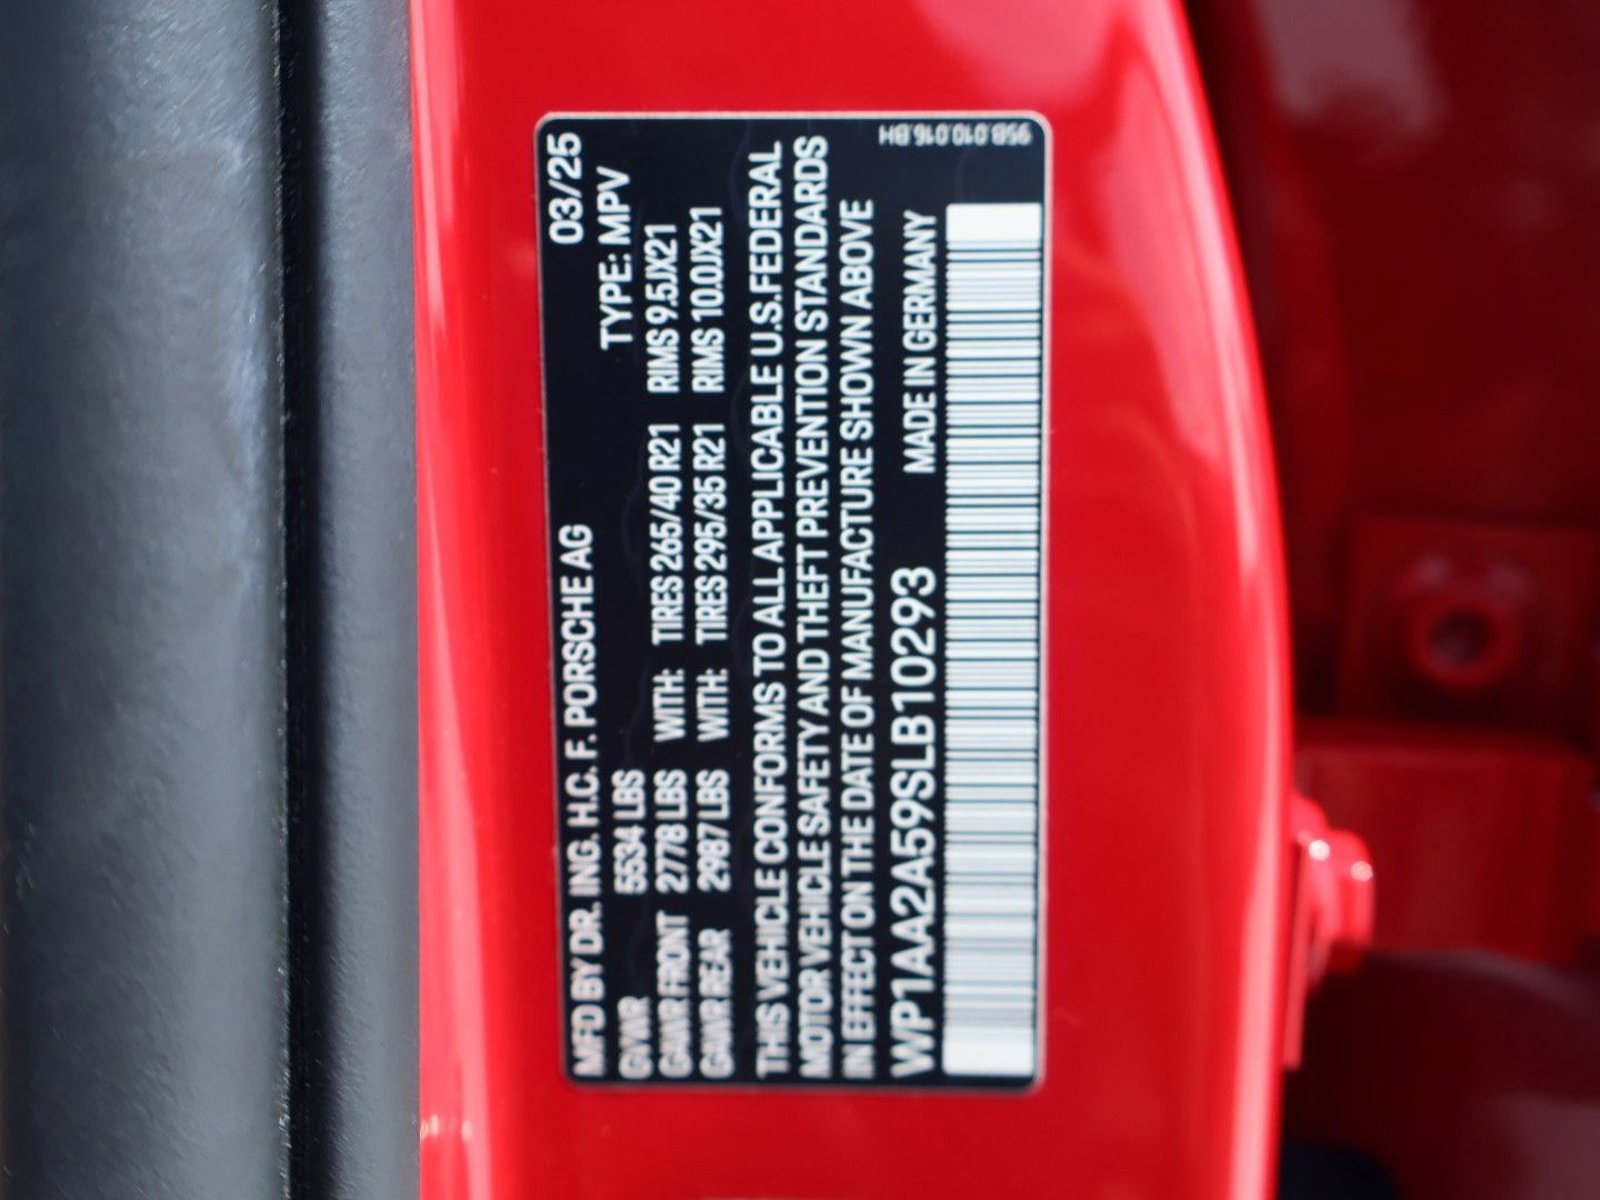 MFD BY DR. ING. H.C. F. PORSCHE AG 03/25
GVWR 5534 LBS TYPE: MPV
GAWR FRONT 2778 LBS WITH: TIRES 265/40 R21 RIMS 9.5JX21
GAWR REAR 2987 LBS WITH: TIRES 295/35 R21 RIMS 10.0JX21
THIS VEHICLE CONFORMS TO ALL APPLICABLE U.S.FEDERAL
MOTOR VEHICLE SAFETY AND THEFT PREVENTION STANDARDS
IN EFFECT ON THE DATE OF MANUFACTURE SHOWN ABOVE
WP1AA2A59SLB10293 MADE IN GERMANY
95B.010.016.BH